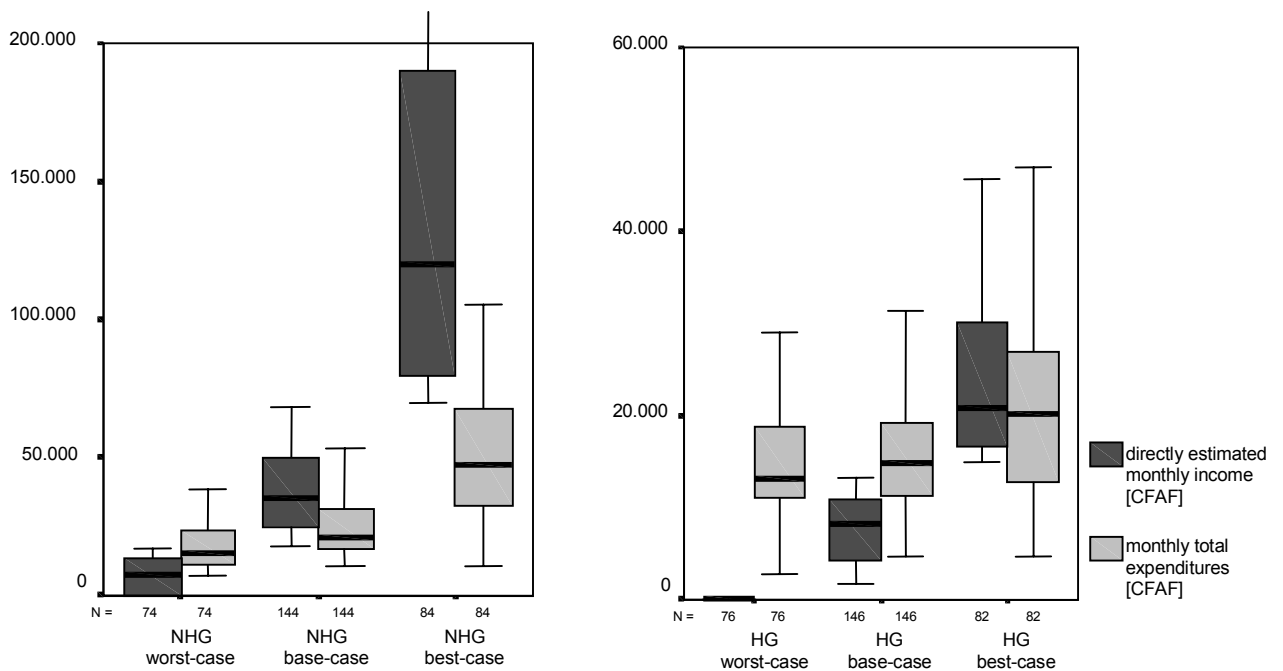 200.000
150.000
100.000
50.000
0
N =
74
74
144
144
84
84
NHG
worst-case
NHG
base-case
NHG
best-case
60.000
40.000
20.000
0
N =
76
76
146
146
82
82
HG
worst-case
HG
base-case
HG
best-case
directly estimated
monthly income
[CFAF]
monthly total
expenditures
[CFAF]